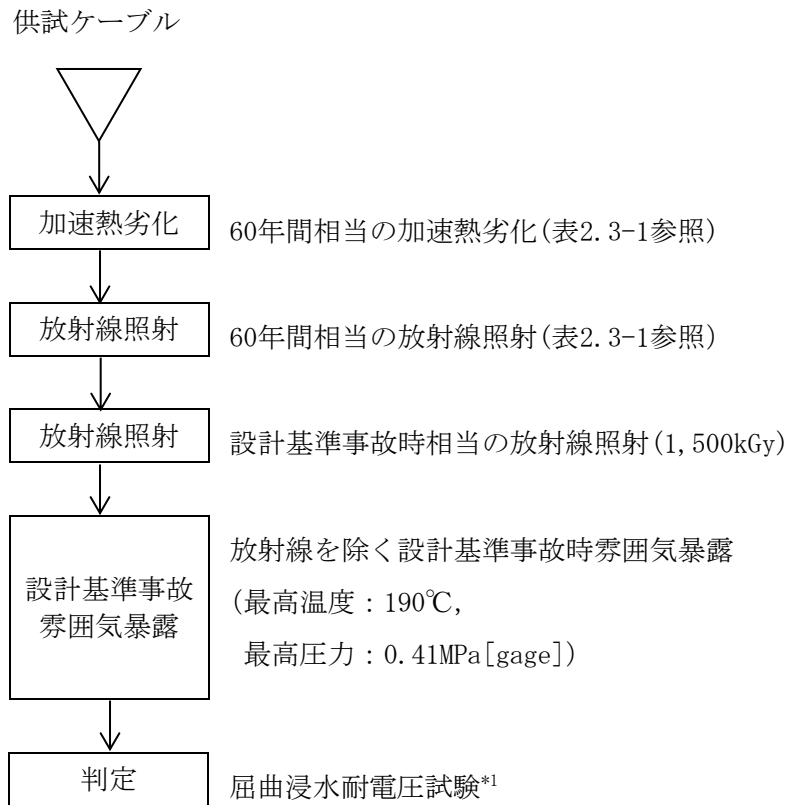 供試ケーブル
加速熱劣化
60年間相当の加速熱劣化(表2.3-1参照)
放射線照射
60年間相当の放射線照射(表2.3-1参照)
放射線照射
設計基準事故時相当の放射線照射(1,500kGy)
設計基準事故
雰囲気暴露
放射線を除く設計基準事故時雰囲気暴露
(最高温度：190℃,
最高圧力：0.41MPa[gage])
判定
屈曲浸水耐電圧試験*1